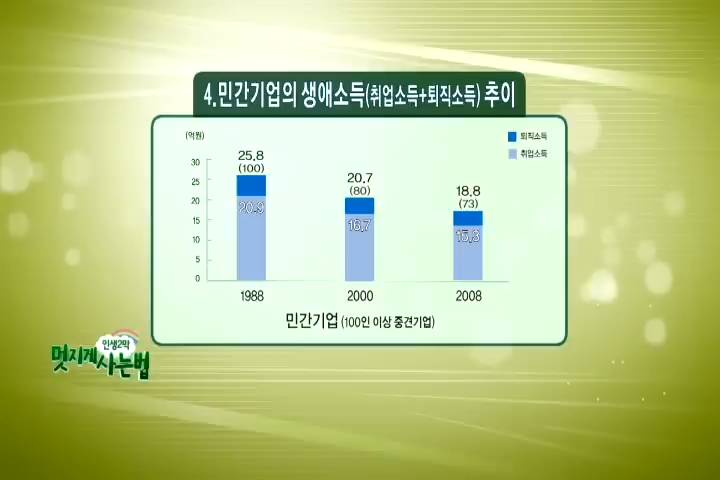 4.민간기업의 생애소득(취업소득+퇴직소득) 추이
(억원)
퇴직소득
취업소득
30
25
20
15
10
5
0
25.8
(100)
20.9
20.7
(80)
16.7
18.8
(73)
15.3
1988
2000
2008
민간기업 (100인 이상 중견기업)
인생2막
멋지게 사는법